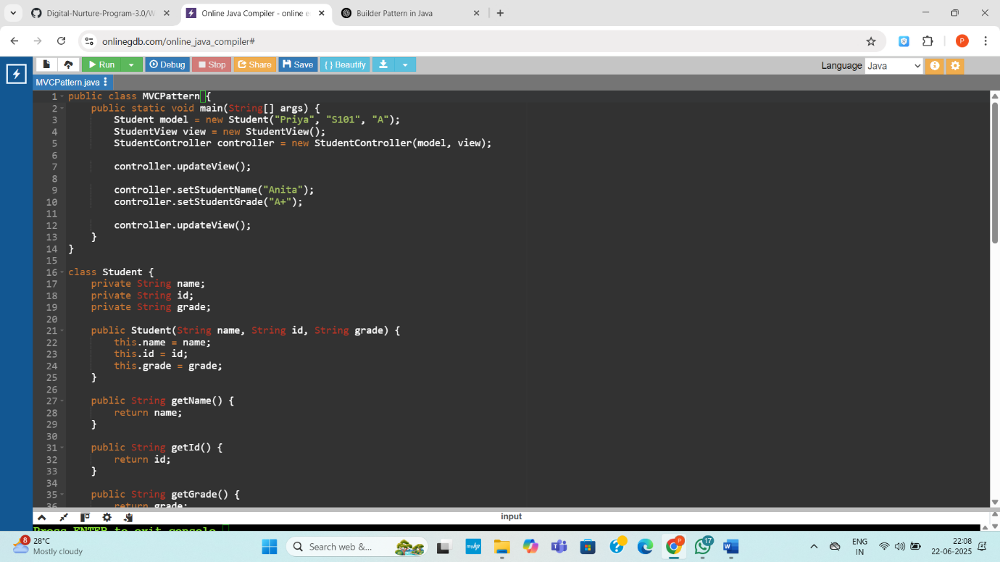 Digital-Nurture-Program-3.0/W
Online Java Compiler - online e
Builder Pattern in Java
onlinegdb.com/online_java_compiler#
P
Run Debug Stop Share Save { } Beautify
Language Java
MVCPattern.java
1 public class MVCPattern {
2 public static void main(String[] args) {
3 Student model = new Student("Priya", "S101", "A");
4 StudentView view = new StudentView();
5 StudentController controller = new StudentController(model, view);
6
7 controller.updateView();
8
9 controller.setStudentName("Anita");
10 controller.setStudentGrade("A+");
11
12 controller.updateView();
13 }
14 }
15
16 class Student {
17 private String name;
18 private String id;
19 private String grade;
20
21 public Student(String name, String id, String grade) {
22 this.name = name;
23 this.id = id;
24 this.grade = grade;
25 }
26
27 public String getName() {
28 return name;
29 }
30
31 public String getId() {
32 return id;
33 }
34
35 public String getGrade() {
36 return grade;
input
Press ENTER to exit console.
8
28°C
Mostly cloudy
Search web &...
myhp
P
17
W
ENG
IN
22:08
22-06-2025